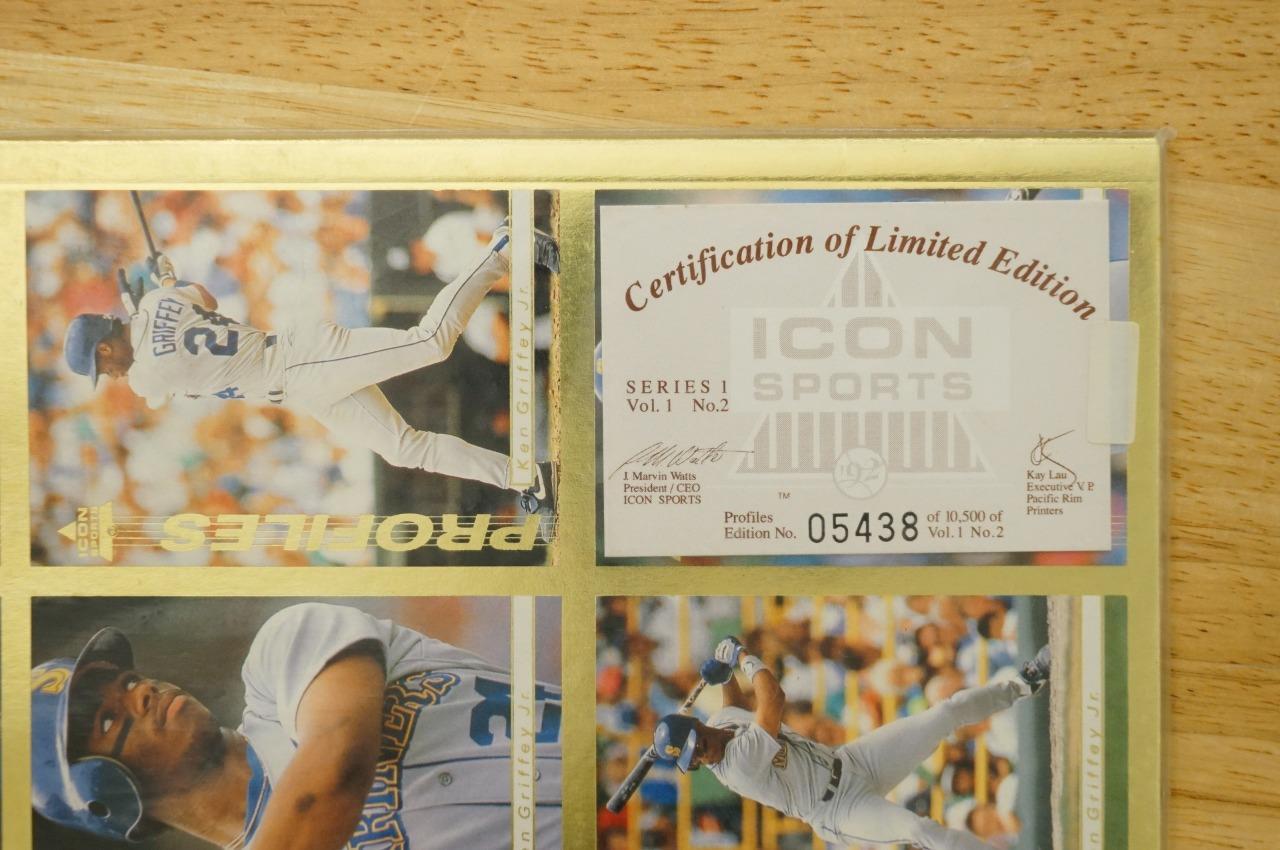 Certification of Limited Edition
ICON
SPORTS
SERIES 1
Vol. 1 No.2
J. Marvin Watts
President / CEO
ICON SPORTS
TM
'92
Kay Lau
Executive V.P.
Pacific Rim
Printers
Profiles
Edition No. 05438 of 10,500 of
Vol. 1 No.2
GRIFFEY
24
Ken Griffey Jr.
PROFILES
ICON
SPORTS
S
24
Griffey Jr.
S
Griffey Jr.